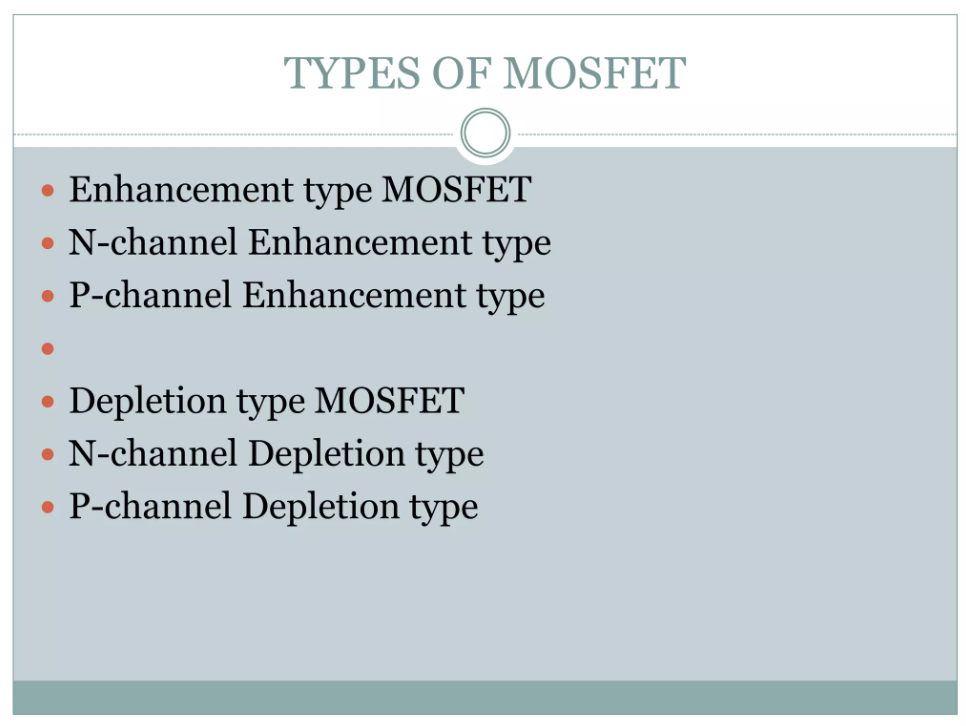 TYPES OF MOSFET
• Enhancement type MOSFET
• N-channel Enhancement type
• P-channel Enhancement type
•
• Depletion type MOSFET
• N-channel Depletion type
• P-channel Depletion type